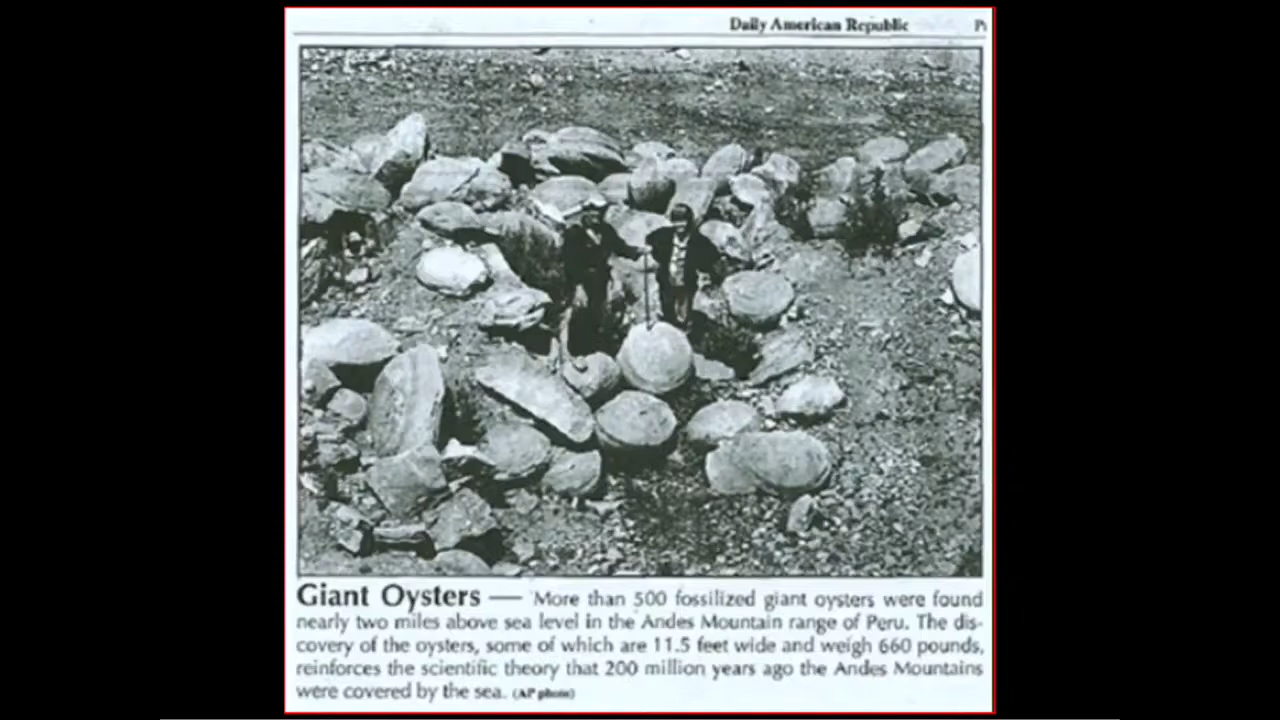 Daily American Republic
Giant Oysters — More than 500 fossilized giant oysters were found
nearly two miles above sea level in the Andes Mountain range of Peru. The dis-
covery of the oysters, some of which are 11.5 feet wide and weigh 660 pounds,
reinforces the scientific theory that 200 million years ago the Andes Mountains
were covered by the sea. (AP photo)